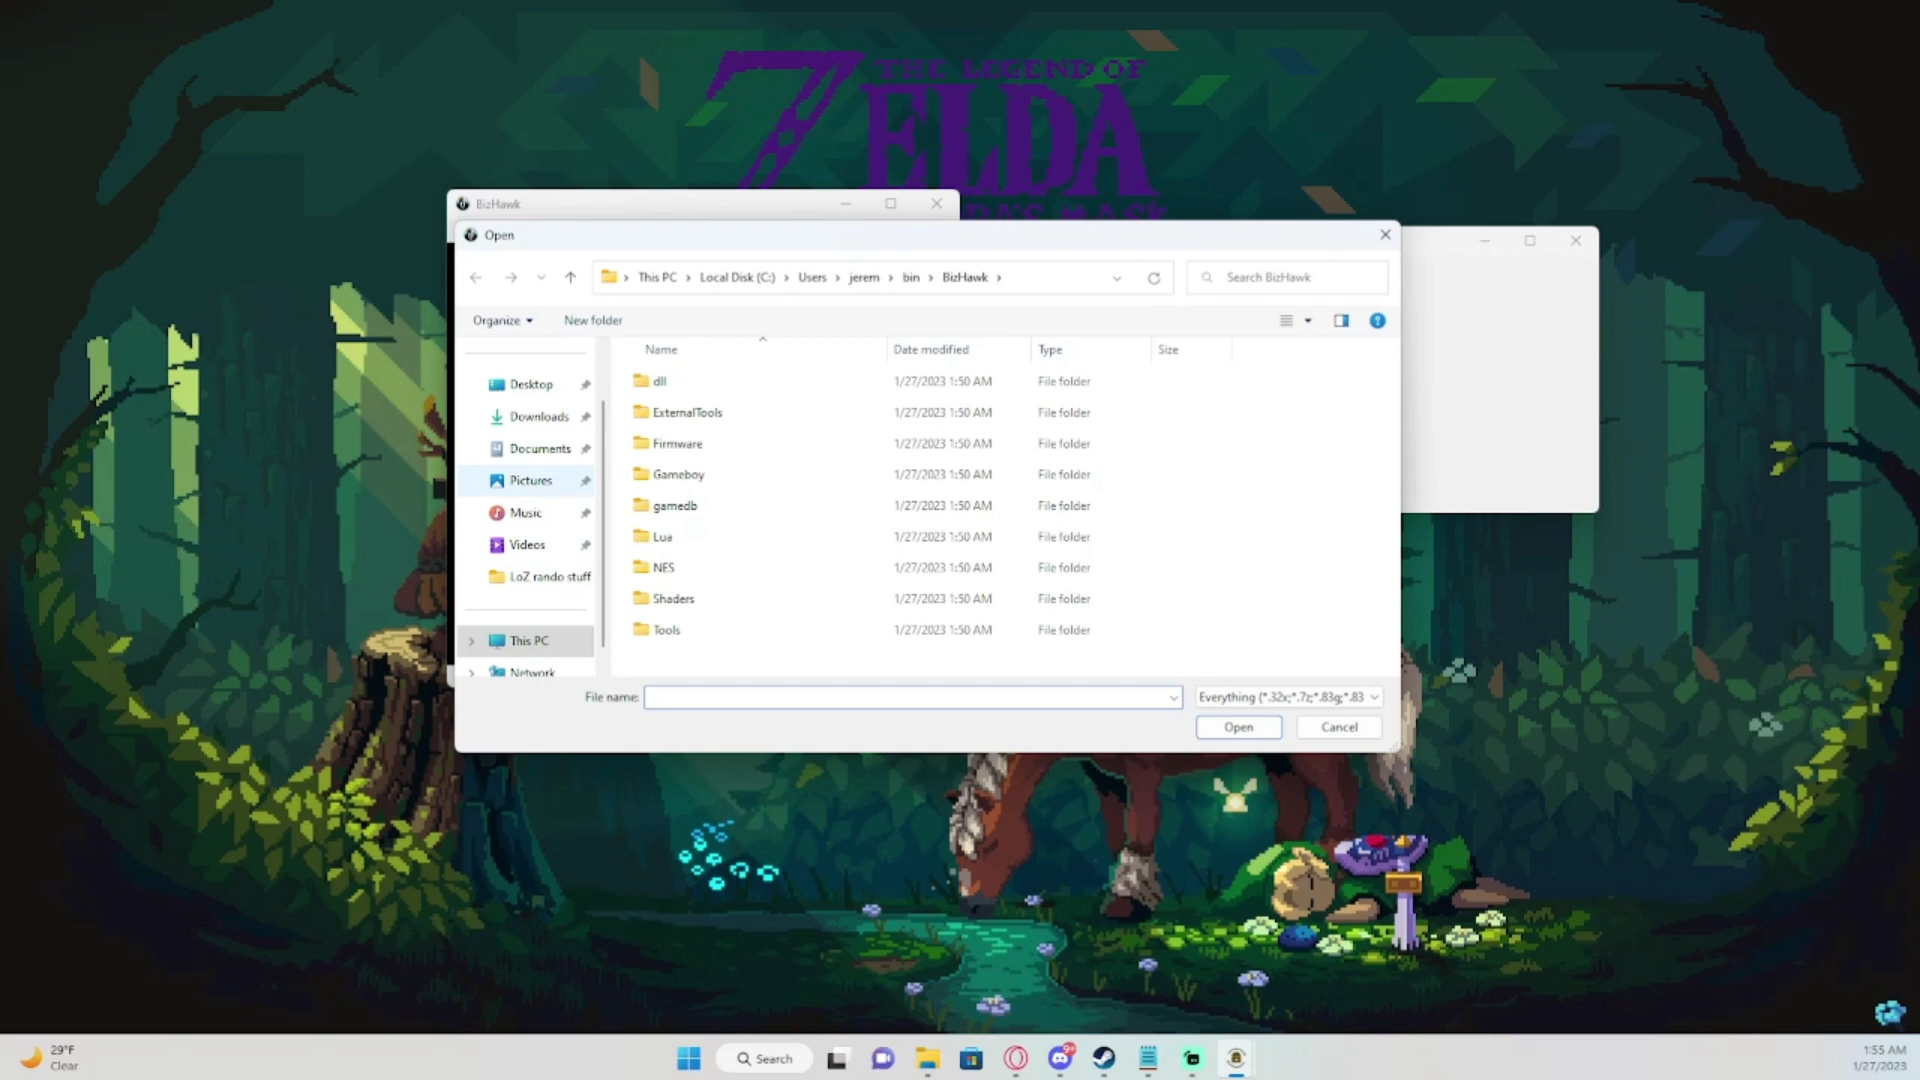 THE LEGEND OF
ZELDA
BizHawk
Open
This PC › Local Disk (C:) › Users › jerem › bin › BizHawk ›
Search BizHawk
Organize
New folder
Name
Date modified
Type
Size
Desktop
Downloads
Documents
Pictures
Music
Videos
LoZ rando stuff
This PC
Network
dll 1/27/2023 1:50 AM File folder
ExternalTools 1/27/2023 1:50 AM File folder
Firmware 1/27/2023 1:50 AM File folder
Gameboy 1/27/2023 1:50 AM File folder
gamedb 1/27/2023 1:50 AM File folder
Lua 1/27/2023 1:50 AM File folder
NES 1/27/2023 1:50 AM File folder
Shaders 1/27/2023 1:50 AM File folder
Tools 1/27/2023 1:50 AM File folder
File name:
Everything (*.32x;*.7z;*.83g;*.83
Open
Cancel
29°F
Clear
Search
9+
1:55 AM
1/27/2023